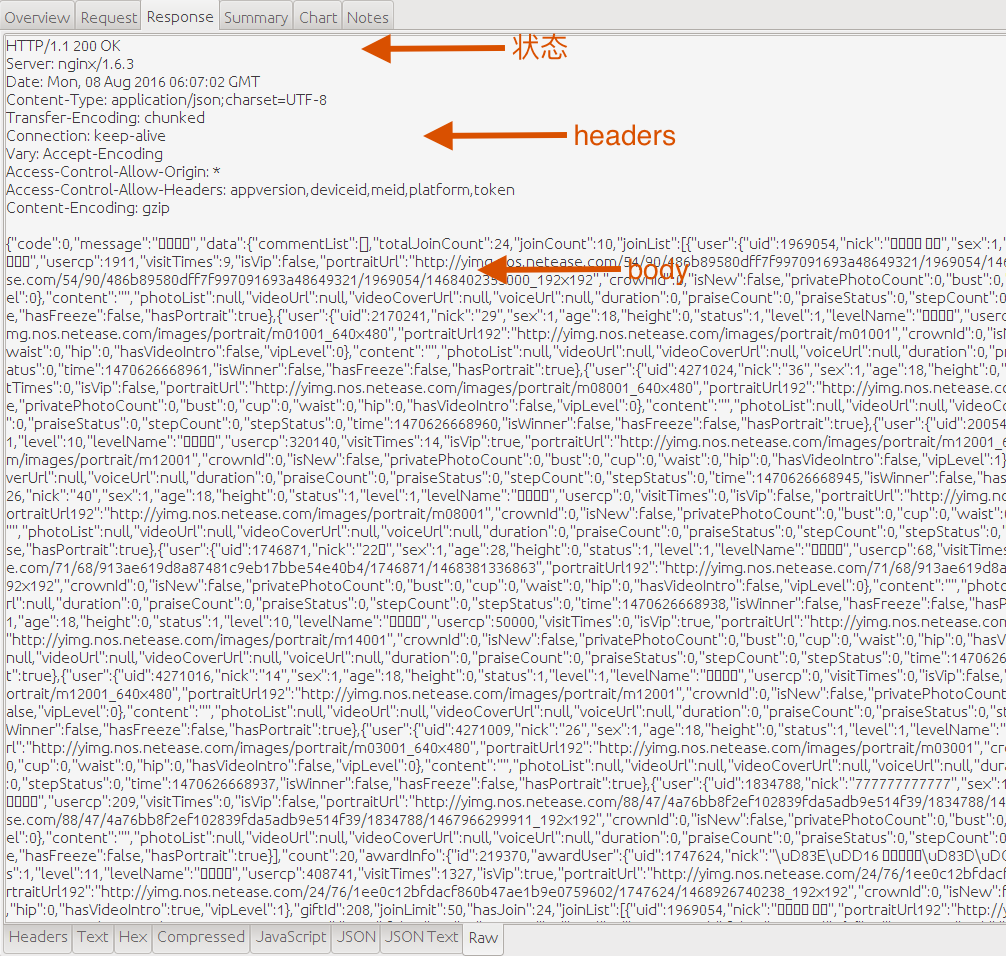 Overview Request Response Summary Chart Notes
HTTP/1.1 200 OK
状态
Server: nginx/1.6.3
Date: Mon, 08 Aug 2016 06:07:02 GMT
Content-Type: application/json;charset=UTF-8
Transfer-Encoding: chunked
Connection: keep-alive
headers
Vary: Accept-Encoding
Access-Control-Allow-Origin: *
Access-Control-Allow-Headers: appversion,deviceid,meid,platform,token
Content-Encoding: gzip
{"code":0,"message":"▯▯▯▯","data":{"commentList":[],"totalJoinCount":24,"joinCount":10,"joinList":[{"user":{"uid":1969054,"nick":"▯▯▯▯ ▯▯","sex":1,
▯▯▯","usercp":1911,"visitTimes":9,"isVip":false,"portraitUrl":"http://yimg.nos.netease.com/54/90/486b89580dff7f997091693a48649321/1969054/146
body
se.com/54/90/486b89580dff7f997091693a48649321/1969054/146840235 000_192x192","crownId":0,"isNew":false,"privatePhotoCount":0,"bust":0,
el":0},"content":"","photoList":null,"videoUrl":null,"videoCoverUrl":null,"voiceUrl":null,"duration":0,"praiseCount":0,"praiseStatus":0,"stepCount":0
e,"hasFreeze":false,"hasPortrait":true},{"user":{"uid":2170241,"nick":"29","sex":1,"age":18,"height":0,"status":1,"level":1,"levelName":"▯▯▯▯","userc
mg.nos.netease.com/images/portrait/m01001_640x480","portraitUrl192":"http://yimg.nos.netease.com/images/portrait/m01001","crownId":0,"isN
waist":0,"hip":0,"hasVideoIntro":false,"vipLevel":0},"content":"","photoList":null,"videoUrl":null,"videoCoverUrl":null,"voiceUrl":null,"duration":0,"pr
atus":0,"time":1470626668961,"isWinner":false,"hasFreeze":false,"hasPortrait":true},{"user":{"uid":4271024,"nick":"36","sex":1,"age":18,"height":0,"
tTimes":0,"isVip":false,"portraitUrl":"http://yimg.nos.netease.com/images/portrait/m08001_640x480","portraitUrl192":"http://yimg.nos.netease.co
e,"privatePhotoCount":0,"bust":0,"cup":0,"waist":0,"hip":0,"hasVideoIntro":false,"vipLevel":0},"content":"","photoList":null,"videoUrl":null,"videoCo
":0,"praiseStatus":0,"stepCount":0,"stepStatus":0,"time":1470626668960,"isWinner":false,"hasFreeze":false,"hasPortrait":true},{"user":{"uid":20054
1,"level":10,"levelName":"▯▯▯▯","usercp":320140,"visitTimes":14,"isVip":true,"portraitUrl":"http://yimg.nos.netease.com/images/portrait/m12001_6
m/images/portrait/m12001","crownId":0,"isNew":false,"privatePhotoCount":0,"bust":0,"cup":0,"waist":0,"hip":0,"hasVideoIntro":false,"vipLevel":1}
verUrl":null,"voiceUrl":null,"duration":0,"praiseCount":0,"praiseStatus":0,"stepCount":0,"stepStatus":0,"time":1470626668945,"isWinner":false,"has
26,"nick":"40","sex":1,"age":18,"height":0,"status":1,"level":1,"levelName":"▯▯▯▯","usercp":0,"visitTimes":0,"isVip":false,"portraitUrl":"http://yimg.no
ortraitUrl192":"http://yimg.nos.netease.com/images/portrait/m08001","crownId":0,"isNew":false,"privatePhotoCount":0,"bust":0,"cup":0,"waist":0
"","photoList":null,"videoUrl":null,"videoCoverUrl":null,"voiceUrl":null,"duration":0,"praiseCount":0,"praiseStatus":0,"stepCount":0,"stepStatus":0,"t
se,"hasPortrait":true},{"user":{"uid":1746871,"nick":"22▯","sex":1,"age":28,"height":0,"status":1,"level":1,"levelName":"▯▯▯▯","usercp":68,"visitTimes
e.com/71/68/913ae619d8a87481c9eb17bbe54e40b4/1746871/1468381336863","portraitUrl192":"http://yimg.nos.netease.com/71/68/913ae619d8a
92x192","crownId":0,"isNew":false,"privatePhotoCount":0,"bust":0,"cup":0,"waist":0,"hip":0,"hasVideoIntro":false,"vipLevel":0},"content":"","photo
rl":null,"duration":0,"praiseCount":0,"praiseStatus":0,"stepCount":0,"stepStatus":0,"time":1470626668938,"isWinner":false,"hasFreeze":false,"hasP
1,"age":18,"height":0,"status":1,"level":10,"levelName":"▯▯▯▯","usercp":50000,"visitTimes":0,"isVip":true,"portraitUrl":"http://yimg.nos.netease.com
"http://yimg.nos.netease.com/images/portrait/m14001","crownId":0,"isNew":false,"privatePhotoCount":0,"bust":0,"cup":0,"waist":0,"hip":0,"hasV
null,"videoUrl":null,"videoCoverUrl":null,"voiceUrl":null,"duration":0,"praiseCount":0,"praiseStatus":0,"stepCount":0,"stepStatus":0,"time":147062
t":true},{"user":{"uid":4271016,"nick":"14","sex":1,"age":18,"height":0,"status":1,"level":1,"levelName":"▯▯▯▯","usercp":0,"visitTimes":0,"isVip":false,"
ortrait/m12001_640x480","portraitUrl192":"http://yimg.nos.netease.com/images/portrait/m12001","crownId":0,"isNew":false,"privatePhotoCount
alse,"vipLevel":0},"content":"","photoList":null,"videoUrl":null,"videoCoverUrl":null,"voiceUrl":null,"duration":0,"praiseCount":0,"praiseStatus":0,"st
Winner":false,"hasFreeze":false,"hasPortrait":true},{"user":{"uid":4271009,"nick":"26","sex":1,"age":18,"height":0,"status":1,"level":1,"levelName":"▯
rl":"http://yimg.nos.netease.com/images/portrait/m03001_640x480","portraitUrl192":"http://yimg.nos.netease.com/images/portrait/m03001","cro
0,"cup":0,"waist":0,"hip":0,"hasVideoIntro":false,"vipLevel":0},"content":"","photoList":null,"videoUrl":null,"videoCoverUrl":null,"voiceUrl":null,"dura
:0,"stepStatus":0,"time":1470626668937,"isWinner":false,"hasFreeze":false,"hasPortrait":true},{"user":{"uid":1834788,"nick":"777777777777","sex":1
▯▯▯▯","usercp":209,"visitTimes":0,"isVip":false,"portraitUrl":"http://yimg.nos.netease.com/88/47/4a76bb8f2ef102839fda5adb9e514f39/1834788/14
se.com/88/47/4a76bb8f2ef102839fda5adb9e514f39/1834788/1467966299911_192x192","crownId":0,"isNew":false,"privatePhotoCount":0,"bust":0,
el":0},"content":"","photoList":null,"videoUrl":null,"videoCoverUrl":null,"voiceUrl":null,"duration":0,"praiseCount":0,"praiseStatus":0,"stepCount":0
e,"hasFreeze":false,"hasPortrait":true}],"count":20,"awardInfo":{"id":219370,"awardUser":{"uid":1747624,"nick":"\uD83E\uDD16 ▯▯▯▯▯\uD83D\uD
s":1,"level":11,"levelName":"▯▯▯▯","usercp":408741,"visitTimes":1327,"isVip":true,"portraitUrl":"http://yimg.nos.netease.com/24/76/1ee0c12bfdacf
rtraitUrl192":"http://yimg.nos.netease.com/24/76/1ee0c12bfdacf860b47ae1b9e0759602/1747624/1468926740238_192x192","crownId":0,"isNew
,"hip":0,"hasVideoIntro":true,"vipLevel":1},"giftId":208,"joinLimit":50,"hasJoin":24,"joinList":[{"uid":1969054,"nick":"▯▯▯▯ ▯▯","portraitUrl":"http://y
Headers Text Hex Compressed JavaScript JSON JSON Text Raw